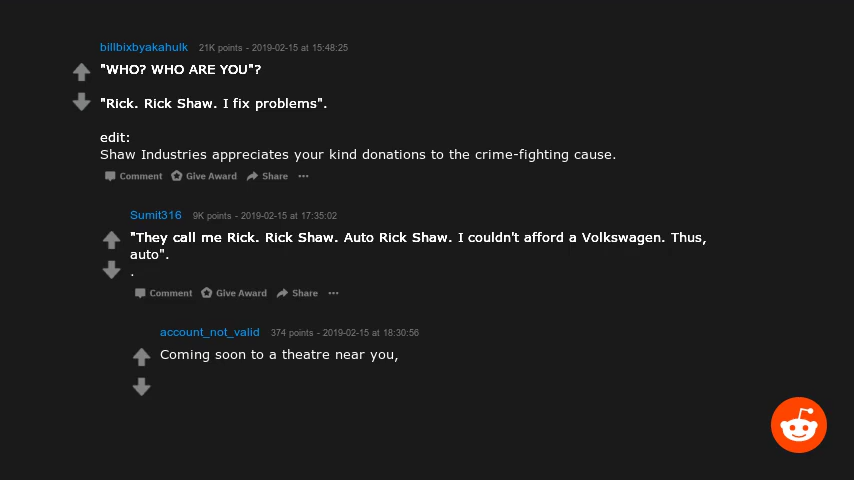 billbixbyakahulk 21K points - 2019-02-15 at 15:48:25
"WHO? WHO ARE YOU"?
"Rick. Rick Shaw. I fix problems".
edit:
Shaw Industries appreciates your kind donations to the crime-fighting cause.
Comment Give Award Share ···
Sumit316 9K points - 2019-02-15 at 17:35:02
"They call me Rick. Rick Shaw. Auto Rick Shaw. I couldn't afford a Volkswagen. Thus,
auto".
.
Comment Give Award Share ···
account_not_valid 374 points - 2019-02-15 at 18:30:56
Coming soon to a theatre near you,